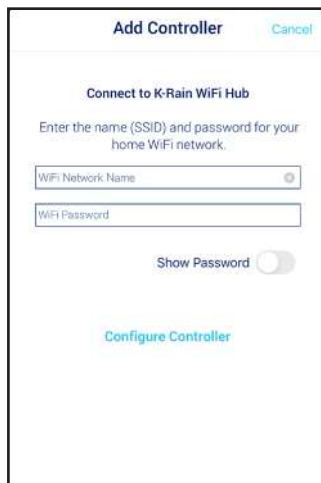 Add Controller Cancel
Connect to K-Rain WiFi Hub
Enter the name (SSID) and password for your
home WiFi network.
WiFi Network Name
WiFi Password
Show Password
Configure Controller